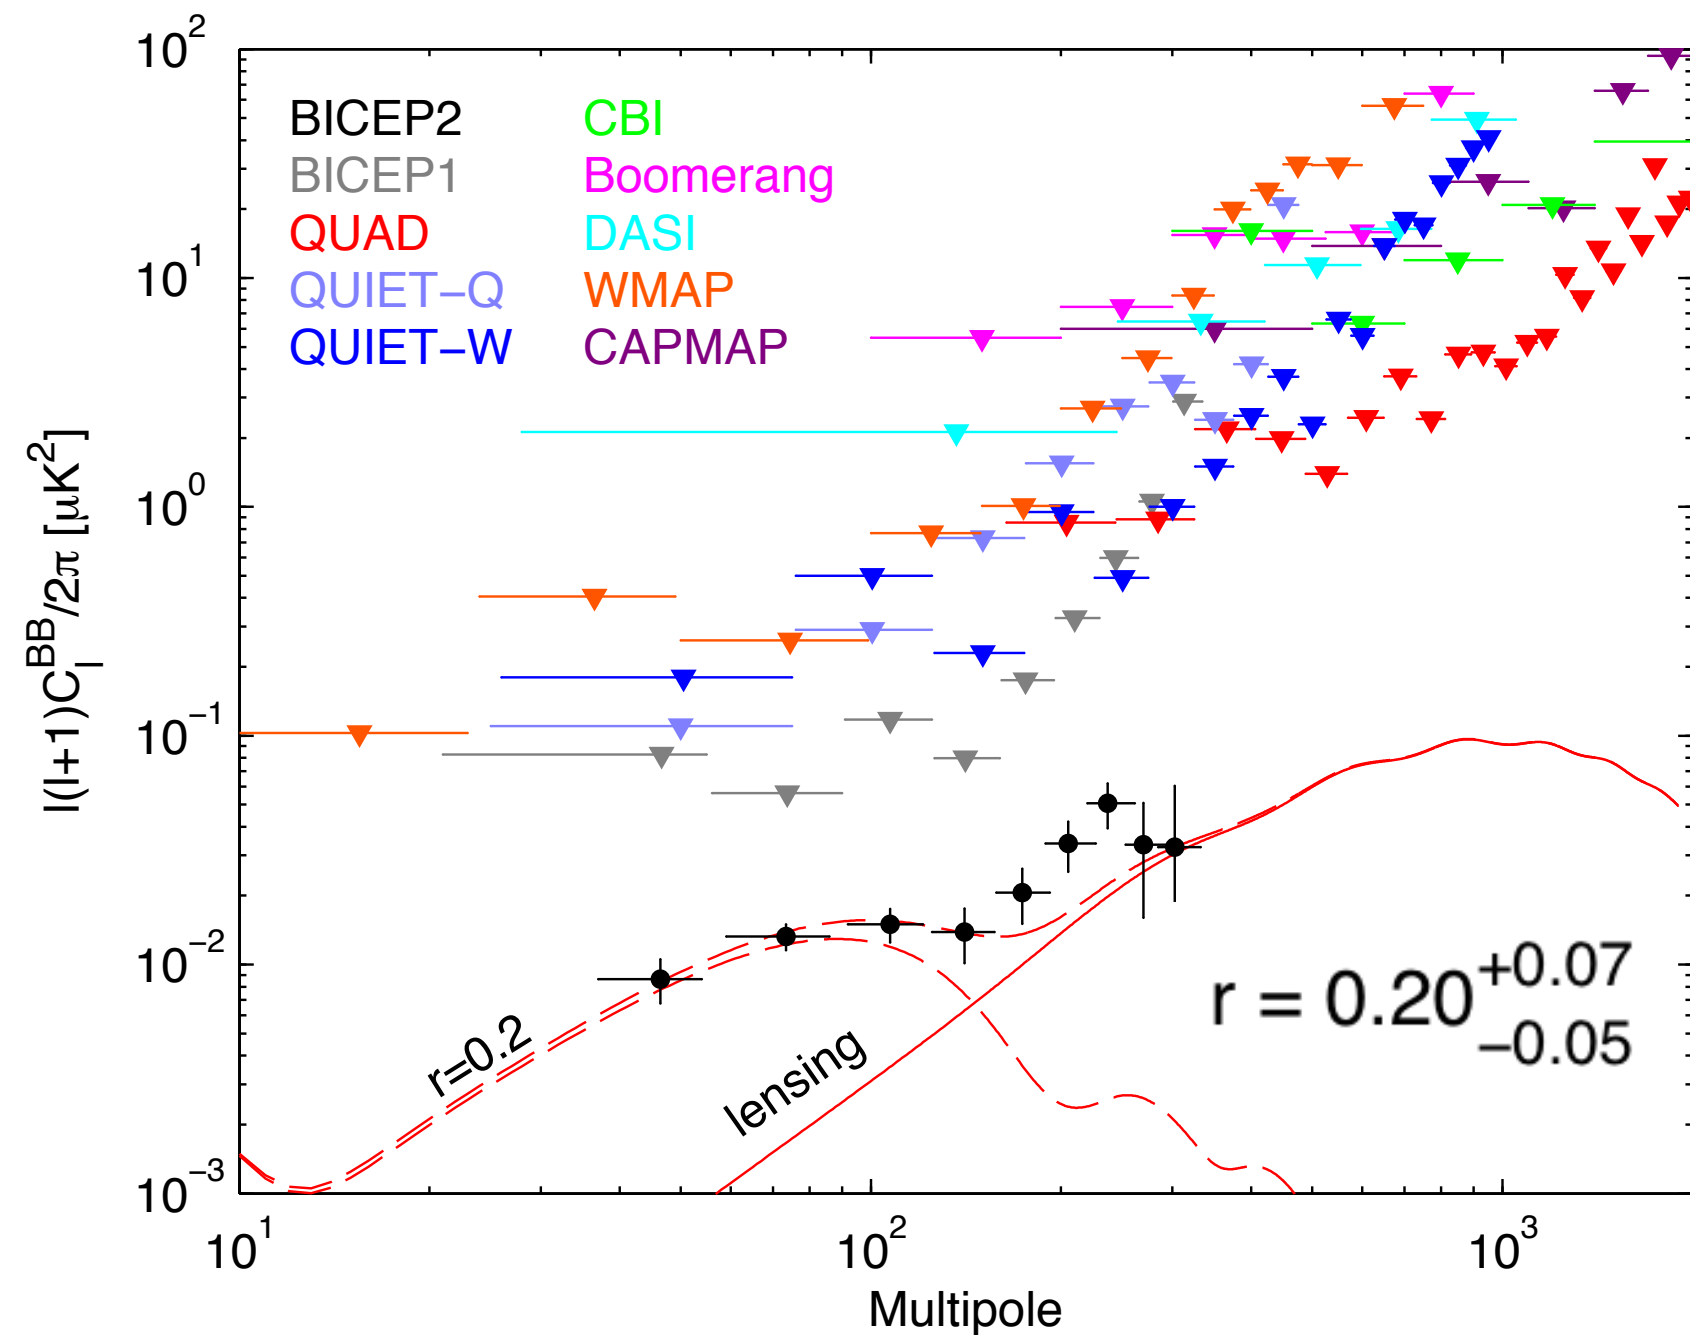 10²
10¹
10⁰
10⁻¹
10⁻²
10⁻³
l(l+1)C_l^BB/2π [μK²]
BICEP2
BICEP1
QUAD
QUIET−Q
QUIET−W
CBI
Boomerang
DASI
WMAP
CAPMAP
r=0.2
lensing
r = 0.20 +0.07 −0.05
10¹ 10² 10³
Multipole